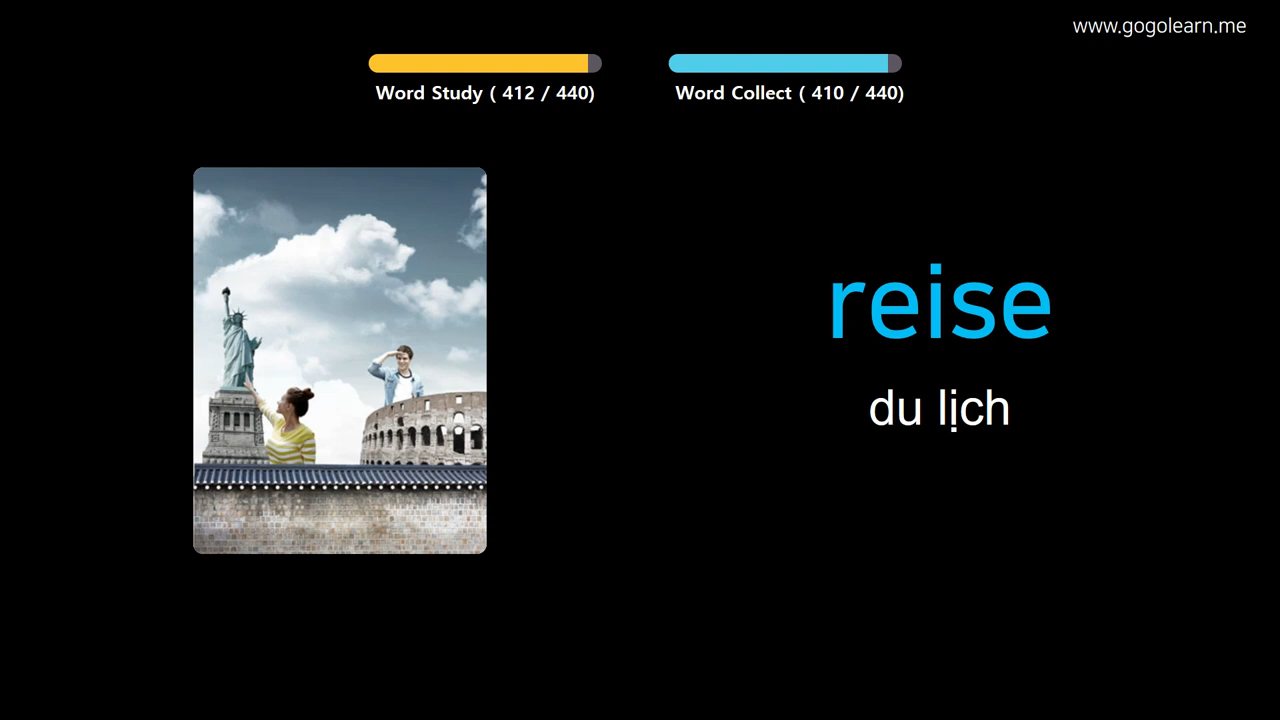 www.gogolearn.me
Word Study ( 412 / 440)
Word Collect ( 410 / 440)
reise
du lịch